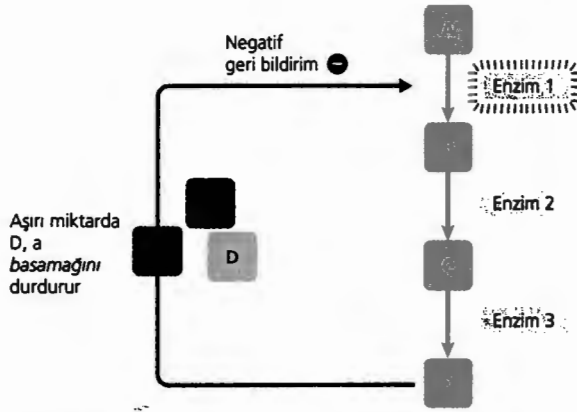 Negatif
geri bildirim
Enzim 1
Enzim 2
Aşırı miktarda
D, a
basamağını
durdurur
D
Enzim 3